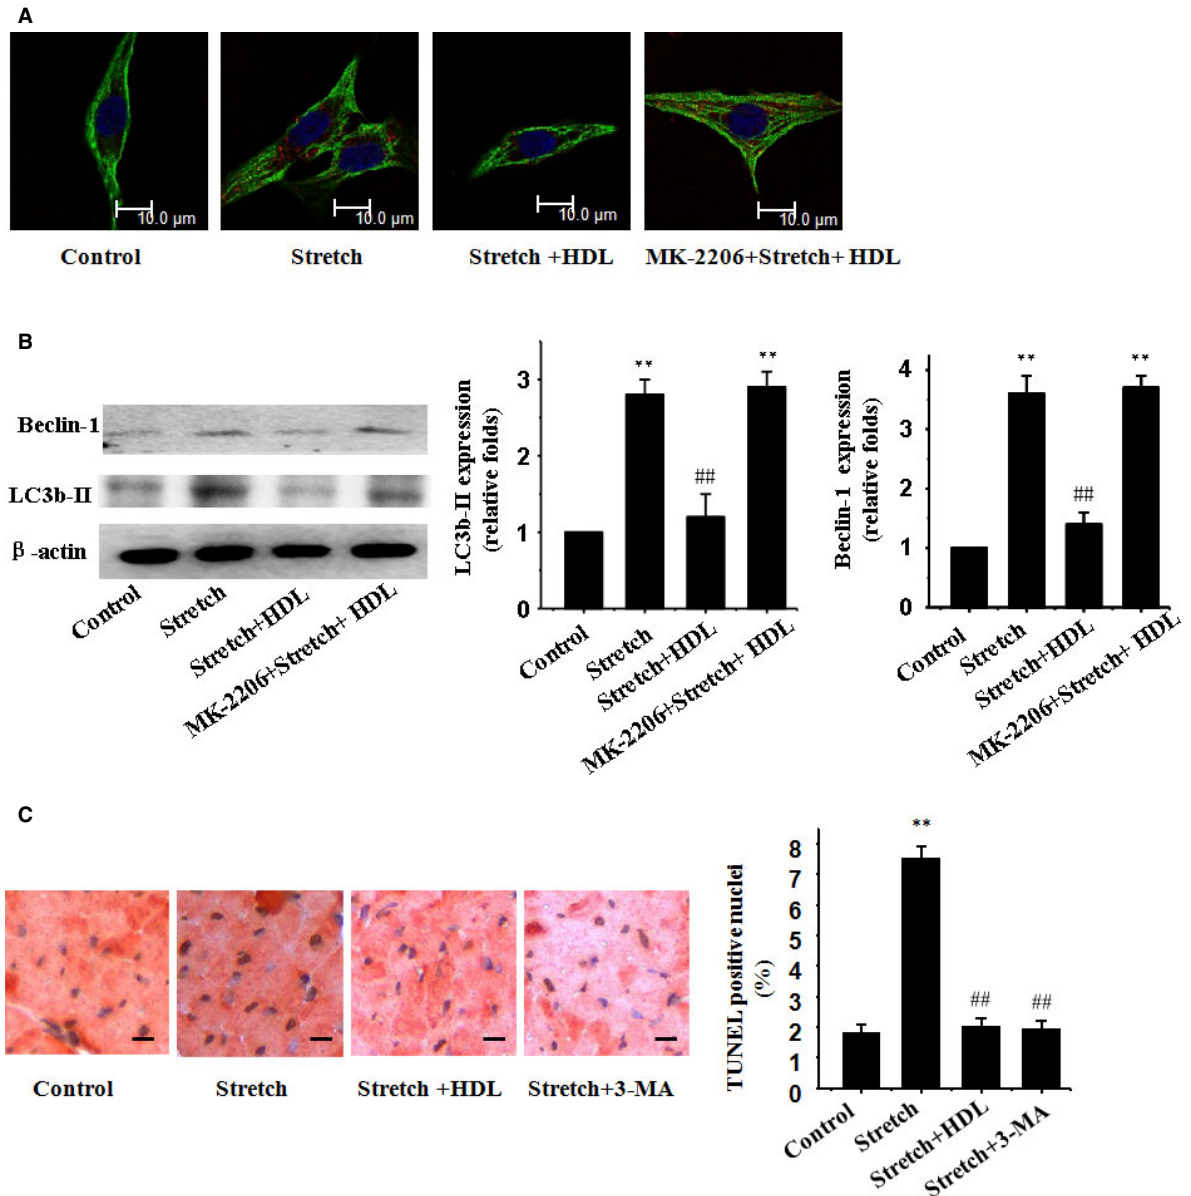 A
10.0 µm
10.0 µm
10.0 µm
10.0 µm
Control
Stretch
Stretch +HDL
MK-2206+Stretch+ HDL
B
Beclin-1
LC3b-II
β -actin
Control
Stretch
Stretch+HDL
MK-2206+Stretch+ HDL
LC3b-II expression
(relative folds)
3
2
1
0
**
##
**
Control
Stretch
Stretch+HDL
MK-2206+Stretch+ HDL
Beclin-1 expression
(relative folds)
4
3
2
1
0
**
##
**
Control
Stretch
Stretch+HDL
MK-2206+Stretch+ HDL
C
Control
Stretch
Stretch +HDL
Stretch+3-MA
TUNEL positive nuclei
(%)
8
7
6
5
4
3
2
1
0
**
##
##
Control
Stretch
Stretch+HDL
Stretch+3-MA